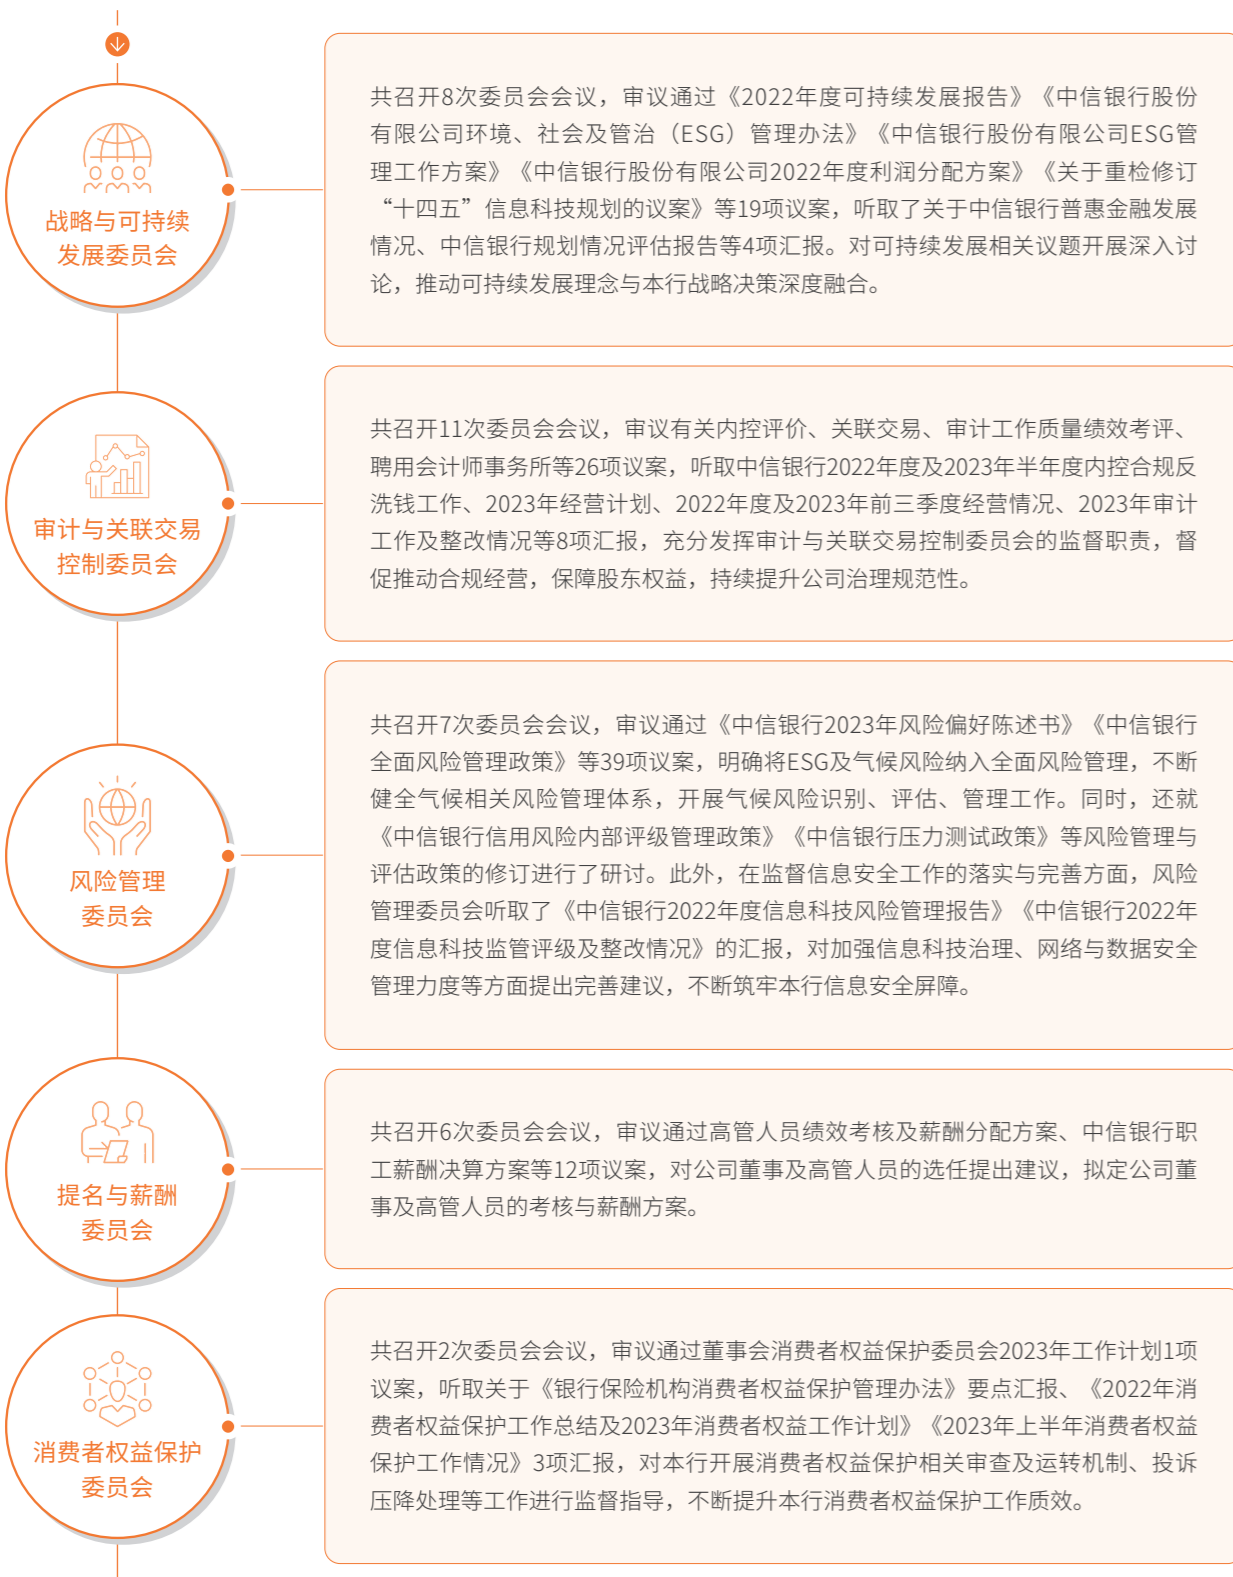 战略与可持续
发展委员会
共召开8次委员会会议，审议通过《2022年度可持续发展报告》《中信银行股份
有限公司环境、社会及管治（ESG）管理办法》《中信银行股份有限公司ESG管
理工作方案》《中信银行股份有限公司2022年度利润分配方案》《关于重检修订
“十四五”信息科技规划的议案》等19项议案，听取了关于中信银行普惠金融发展
情况、中信银行规划情况评估报告等4项汇报。对可持续发展相关议题开展深入讨
论，推动可持续发展理念与本行战略决策深度融合。
审计与关联交易
控制委员会
共召开11次委员会会议，审议有关内控评价、关联交易、审计工作质量绩效考评、
聘用会计师事务所等26项议案，听取中信银行2022年度及2023年半年度内控合规反
洗钱工作、2023年经营计划、2022年度及2023年前三季度经营情况、2023年审计
工作及整改情况等8项汇报，充分发挥审计与关联交易控制委员会的监督职责，督
促推动合规经营，保障股东权益，持续提升公司治理规范性。
风险管理
委员会
共召开7次委员会会议，审议通过《中信银行2023年风险偏好陈述书》《中信银行
全面风险管理政策》等39项议案，明确将ESG及气候风险纳入全面风险管理，不断
健全气候相关风险管理体系，开展气候风险识别、评估、管理工作。同时，还就
《中信银行信用风险内部评级管理政策》《中信银行压力测试政策》等风险管理与
评估政策的修订进行了研讨。此外，在监督信息安全工作的落实与完善方面，风险
管理委员会听取了《中信银行2022年度信息科技风险管理报告》《中信银行2022年
度信息科技监管评级及整改情况》的汇报，对加强信息科技治理、网络与数据安全
管理力度等方面提出完善建议，不断筑牢本行信息安全屏障。
提名与薪酬
委员会
共召开6次委员会会议，审议通过高管人员绩效考核及薪酬分配方案、中信银行职
工薪酬决算方案等12项议案，对公司董事及高管人员的选任提出建议，拟定公司董
事及高管人员的考核与薪酬方案。
消费者权益保护
委员会
共召开2次委员会会议，审议通过董事会消费者权益保护委员会2023年工作计划1项
议案，听取关于《银行保险机构消费者权益保护管理办法》要点汇报、《2022年消
费者权益保护工作总结及2023年消费者权益工作计划》《2023年上半年消费者权益
保护工作情况》3项汇报，对本行开展消费者权益保护相关审查及运转机制、投诉
压降处理等工作进行监督指导，不断提升本行消费者权益保护工作质效。